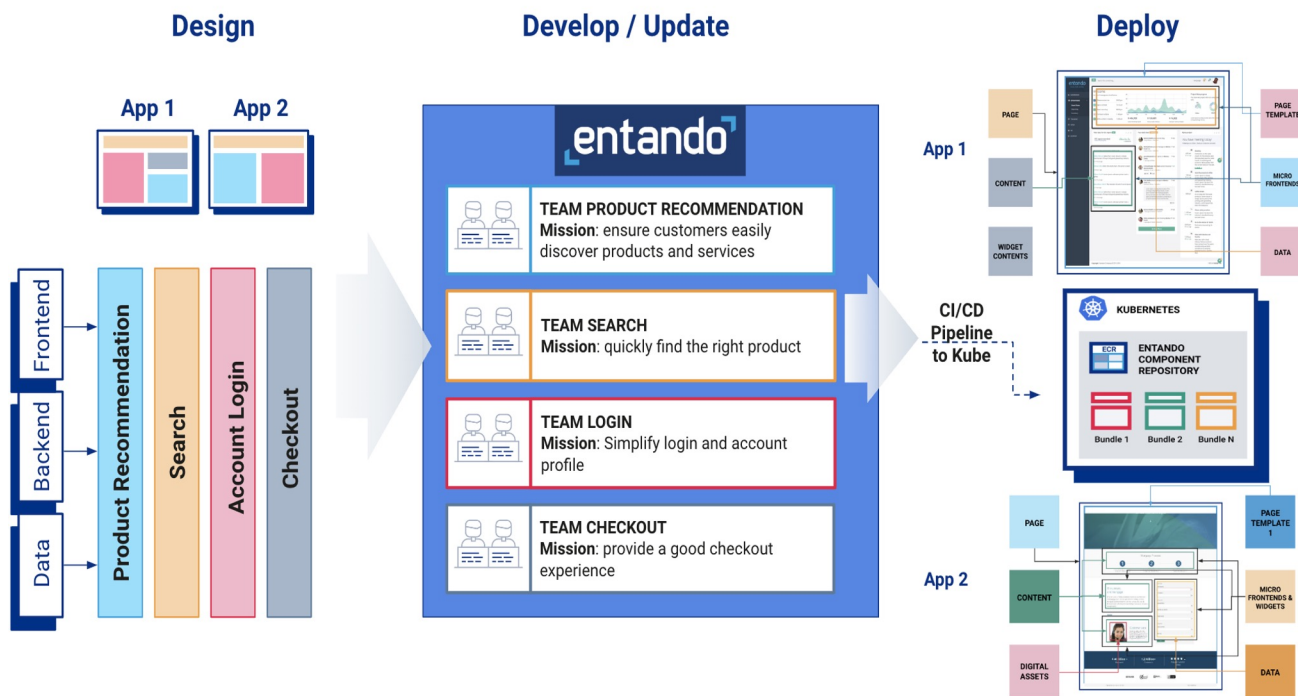 Design
Develop / Update
Deploy
App 1
App 2
Frontend
Backend
Data
Product Recommendation
Search
Account Login
Checkout
entando
TEAM PRODUCT RECOMMENDATION
Mission: ensure customers easily
discover products and services
TEAM SEARCH
Mission: quickly find the right product
TEAM LOGIN
Mission: Simplify login and account
profile
TEAM CHECKOUT
Mission: provide a good checkout
experience
CI/CD
Pipeline
to Kube
App 1
PAGE
CONTENT
WIDGET
CONTENTS
entando
PAGE
TEMPLATE
MICRO
FRONTENDS
DATA
KUBERNETES
ECR
ENTANDO
COMPONENT
REPOSITORY
Bundle 1
Bundle 2
Bundle N
App 2
PAGE
CONTENT
DIGITAL
ASSETS
1
2
3
PAGE
TEMPLATE
1
MICRO
FRONTENDS &
WIDGETS
DATA